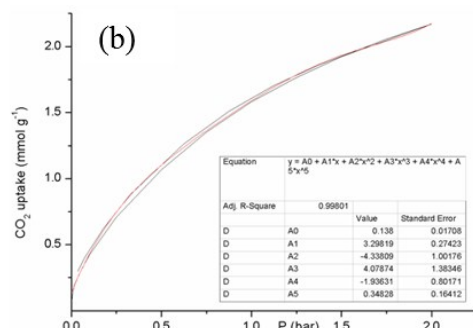 (b)
CO2 uptake (mmol g-1)
2.0
1.5
1.0
0.5
Equation y = A0 + A1*x + A2*x^2 + A3*x^3 + A4*x^4 + A
5*x^5
Adj. R-Square 0.99801
Value Standard Error
D A0 0.138 0.01708
D A1 3.29819 0.27423
D A2 -4.33809 1.00176
D A3 4.07874 1.38346
D A4 -1.93631 0.80171
D A5 0.34828 0.16412
0.0 0.5 1.0 1.5 2.0
P (bar)